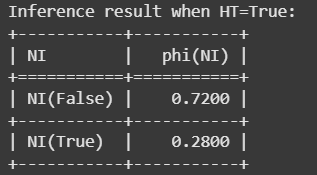 Inference result when HT=True:
+-----------+-----------+
| NI        |   phi(NI) |
+===========+===========+
| NI(False) |    0.7200 |
+-----------+-----------+
| NI(True)  |    0.2800 |
+-----------+-----------+